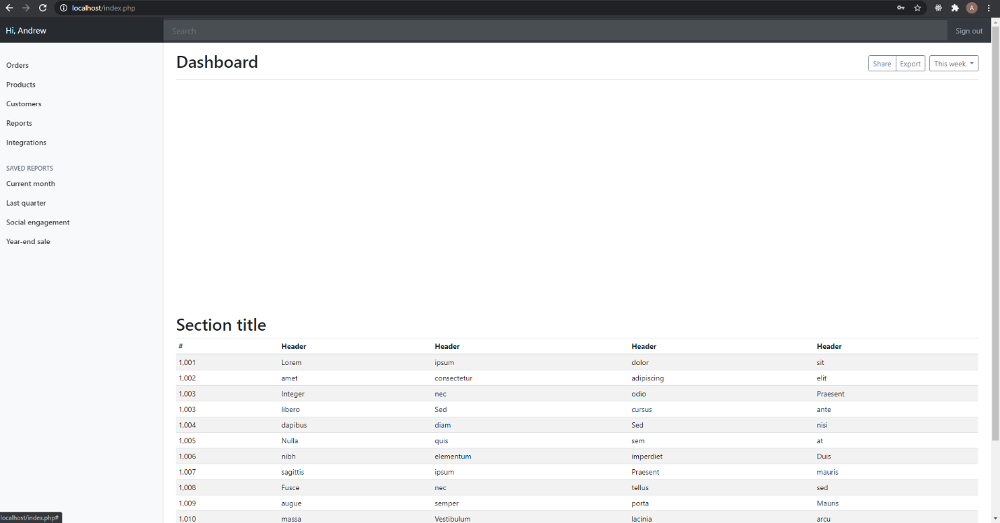 localhost/index.php
A
Hi, Andrew
Search
Sign out
Orders
Products
Customers
Reports
Integrations
SAVED REPORTS
Current month
Last quarter
Social engagement
Year-end sale
Dashboard
Share Export This week
Section title
# Header Header Header Header
1,001 Lorem ipsum dolor sit
1,002 amet consectetur adipiscing elit
1,003 Integer nec odio Praesent
1,003 libero Sed cursus ante
1,004 dapibus diam Sed nisi
1,005 Nulla quis sem at
1,006 nibh elementum imperdiet Duis
1,007 sagittis ipsum Praesent mauris
1,008 Fusce nec tellus sed
1,009 augue semper porta Mauris
1,010 massa Vestibulum lacinia arcu
localhost/index.php#